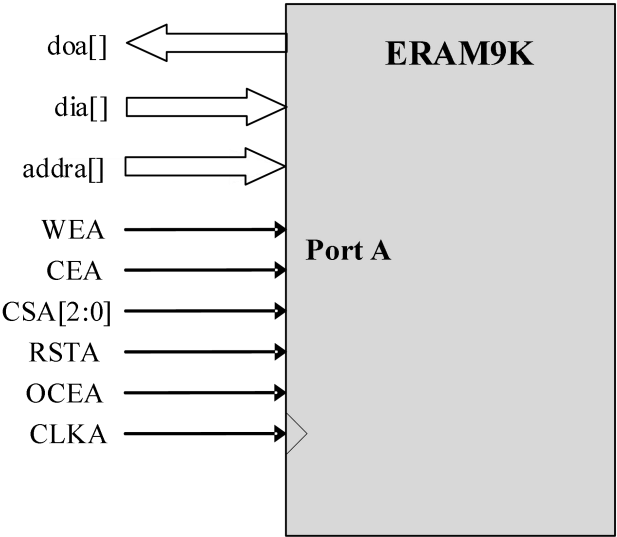 doa[]
ERAM9K
dia[]
addra[]
WEA
Port A
CEA
CSA[2:0]
RSTA
OCEA
CLKA